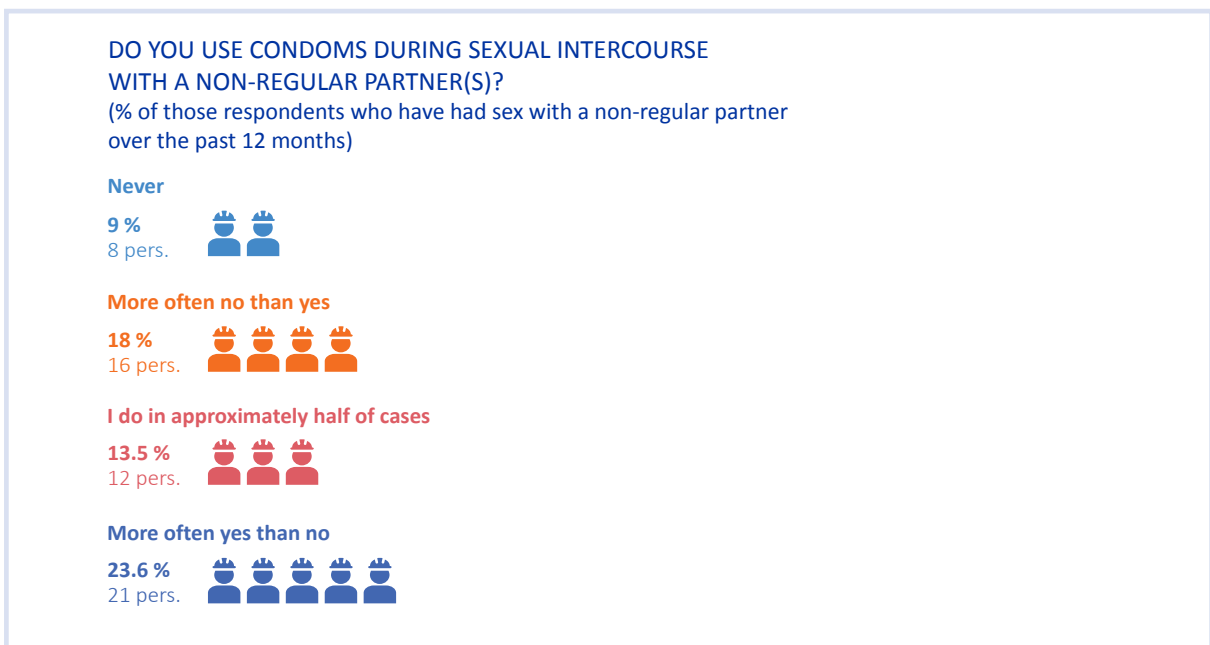 DO YOU USE CONDOMS DURING SEXUAL INTERCOURSE
WITH A NON-REGULAR PARTNER(S)?
(% of those respondents who have had sex with a non-regular partner
over the past 12 months)
Never
9 %
8 pers.
More often no than yes
18 %
16 pers.
I do in approximately half of cases
13.5 %
12 pers.
More often yes than no
23.6 %
21 pers.